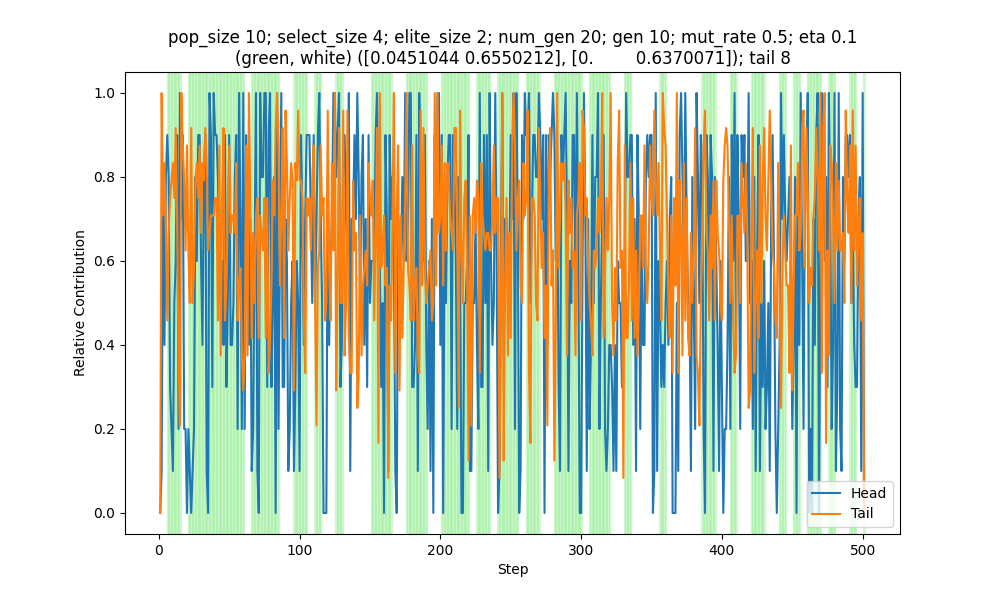 pop_size 10; select_size 4; elite_size 2; num_gen 20; gen 10; mut_rate 0.5; eta 0.1
(green, white) ([0.0451044 0.6550212], [0.         0.6370071]); tail 8
1.0
0.8
0.6
0.4
0.2
0.0
Relative Contribution
Head
Tail
0 100 200 300 400 500
Step